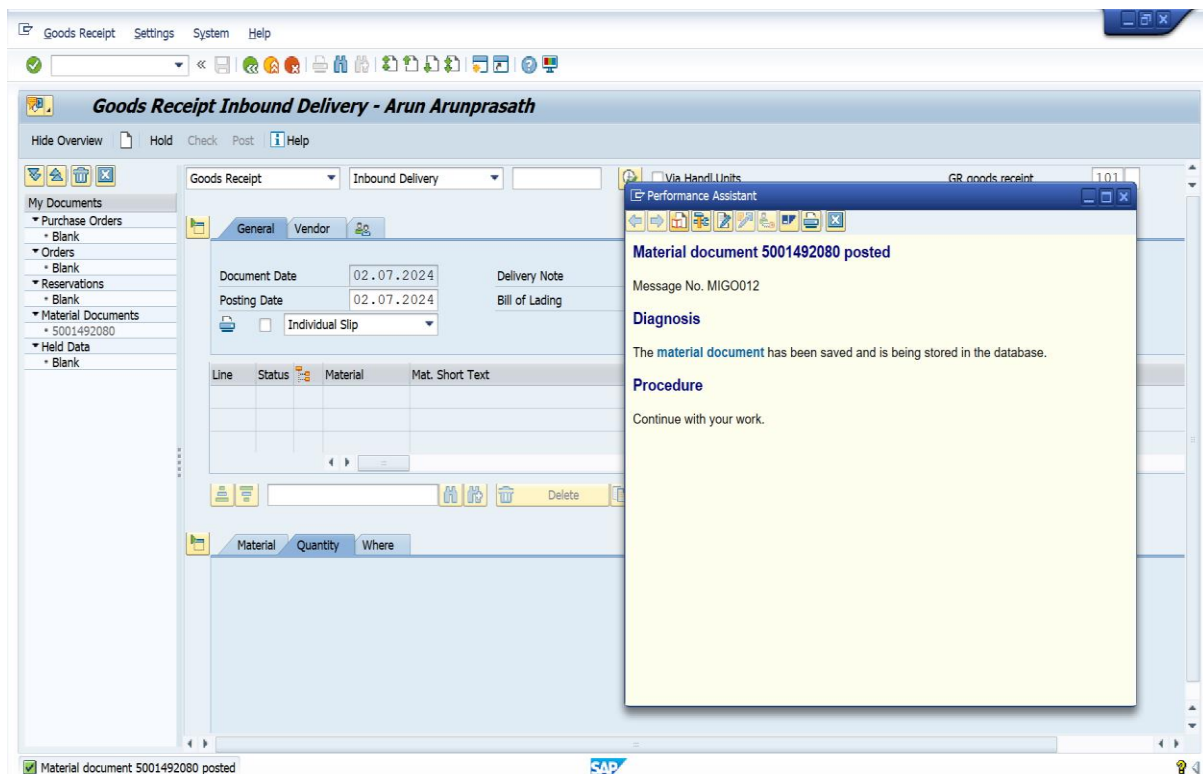 Goods Receipt Settings System Help
Goods Receipt Inbound Delivery - Arun Arunprasath
Hide Overview Hold Check Post Help
Goods Receipt Inbound Delivery Via Handl.Units GR goods receipt 101
My Documents
Purchase Orders
Blank
Orders
Blank
Reservations
Blank
Material Documents
5001492080
Held Data
Blank
General Vendor
Document Date 02.07.2024 Delivery Note
Posting Date 02.07.2024 Bill of Lading
Individual Slip
Line Status Material Mat. Short Text
Delete
Material Quantity Where
Performance Assistant
Material document 5001492080 posted
Message No. MIGO012
Diagnosis
The material document has been saved and is being stored in the database.
Procedure
Continue with your work.
Material document 5001492080 posted
SAP